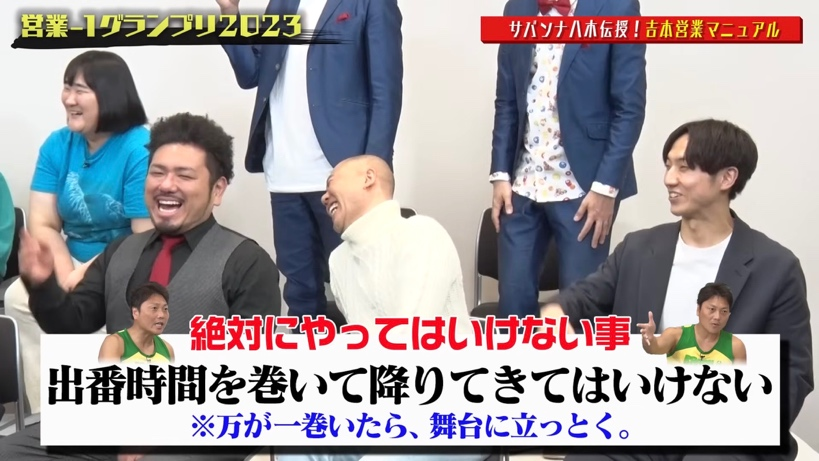 営業-1グランプリ2023
サバンナ八木伝授！吉本営業マニュアル
絶対にやってはいけない事
出番時間を巻いて降りてきてはいけない
※万が一巻いたら、舞台に立っとく。